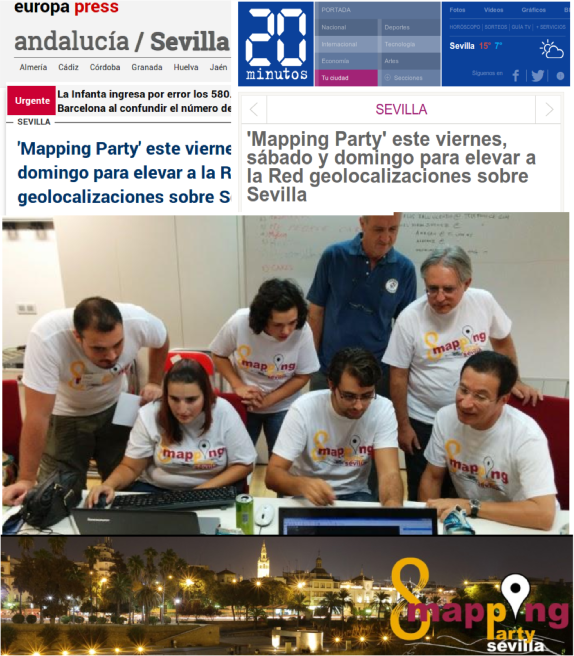 europa press
andalucía / Sevilla
Almería Cádiz Córdoba Granada Huelva Jaén
Urgente
La Infanta ingresa por error los 580.
Barcelona al confundir el número de
SEVILLA
'Mapping Party' este vierne
domingo para elevar a la R
geolocalizaciones sobre S
20
minutos
PORTADA
Nacional Deportes
Internacional Tecnología
Economía Artes
Tu ciudad Secciones
Fotos Vídeos Gráficos
HORÓSCOPO SORTEOS GUÍA TV + SERVICIOS
Sevilla 15° 7°
Síguenos en
SEVILLA
'Mapping Party' este viernes,
sábado y domingo para elevar a
la Red geolocalizaciones sobre
Sevilla
mapping
sevilla
mapping
mapping
mapping
sevilla
mapping
sevilla
mapping
mapping
Party
sevilla